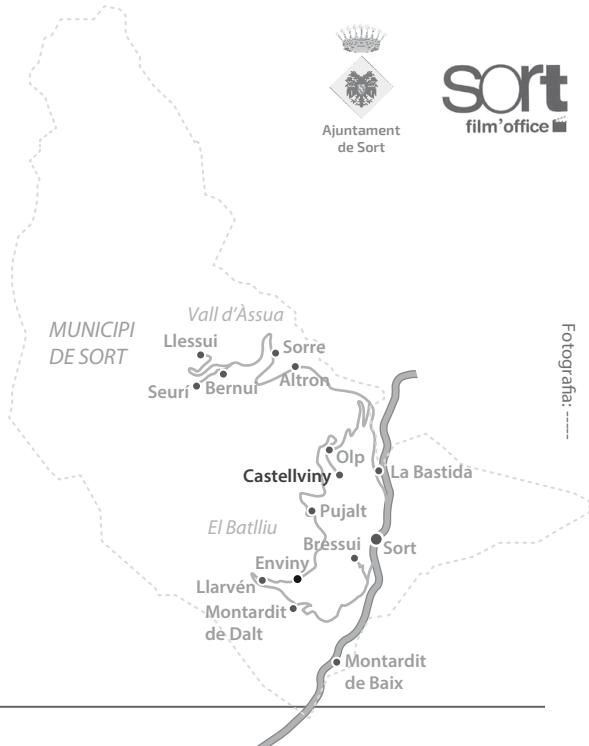 Ajuntament
de Sort
sort
film'office
MUNICIPI
DE SORT
Vall d'Àssua
Llessui
Sorre
Seurí
Bernui
Altron
Olp
Castellviny
La Bastida
Pujalt
El Batlliu
Bressui
Sort
Enviny
Llarvén
Montardit
de Dalt
Montardit
de Baix
Fotografia: -----